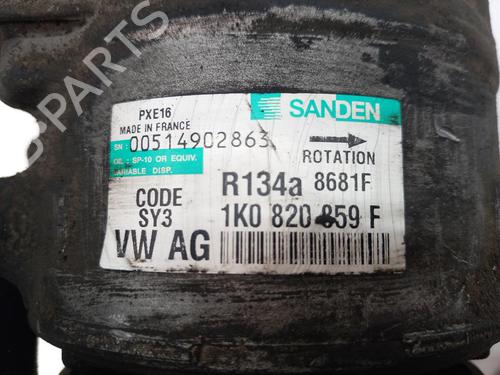 B-PARTS
PXE16
MADE IN FRANCE
SN 00514902863
OIL : SP-10 OR EQUIV.
VARIABLE DISP.
SANDEN
ROTATION
CODE
SY3
R134a 8681F
1K0 820 859 F
VW AG